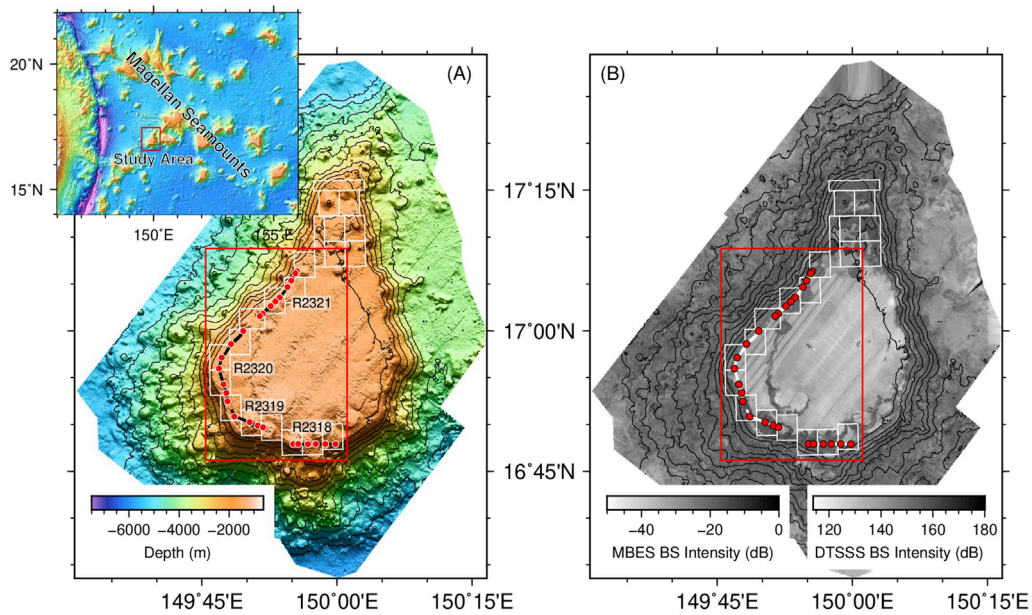 (A)
(B)
20°N
15°N
150°E
155°E
Magellan Seamounts
Study Area
R2321
R2320
R2319
R2318
17°15'N
17°00'N
16°45'N
−6000 −4000 −2000
Depth (m)
−40 −20 0
MBES BS Intensity (dB)
120 140 160 180
DTSSS BS Intensity (dB)
149°45'E 150°00'E 150°15'E
149°45'E 150°00'E 150°15'E